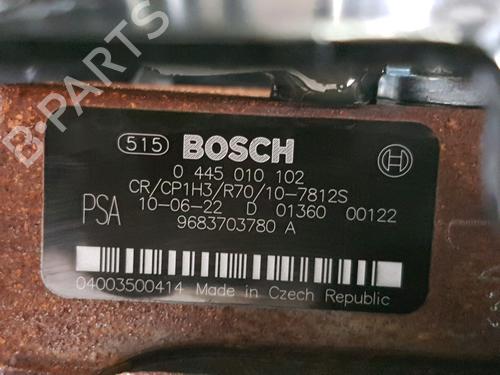 B-PARTS
515 BOSCH
0 445 010 102
CR/CP1H3/R70/10-7812S
PSA 10-06-22 D 01360 00122
9683703780 A
04003500414 Made in Czech Republic